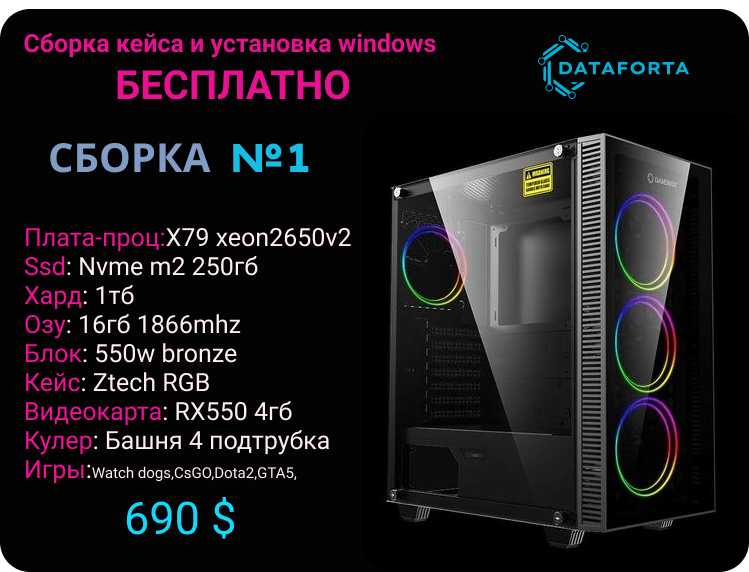 Сборка кейса и установка windows
БЕСПЛАТНО
DATAFORTA
СБОРКА №1
WARNING
GAMEMAX
Плата-проц:X79 xeon2650v2
Ssd: Nvme m2 250гб
Хард: 1тб
Озу: 16гб 1866mhz
Блок: 550w bronze
Кейс: Ztech RGB
Видеокарта: RX550 4гб
Кулер: Башня 4 подтрубка
Игры:Watch dogs,CsGO,Dota2,GTA5,
690 $